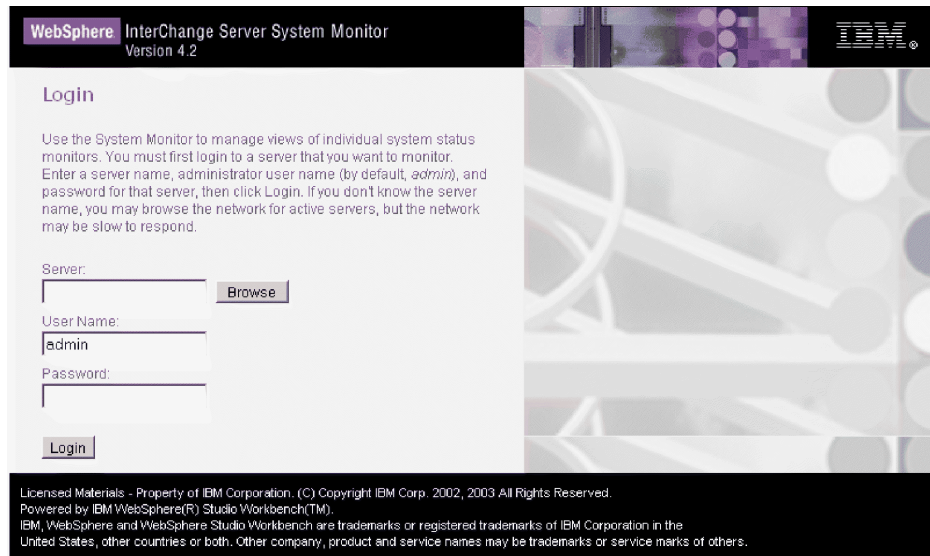 WebSphere InterChange Server System Monitor
Version 4.2
IBM®
Login
Use the System Monitor to manage views of individual system status
monitors. You must first login to a server that you want to monitor.
Enter a server name, administrator user name (by default, admin), and
password for that server, then click Login. If you don't know the server
name, you may browse the network for active servers, but the network
may be slow to respond.
Server:
Browse
User Name:
admin
Password:
Login
Licensed Materials - Property of IBM Corporation. (C) Copyright IBM Corp. 2002, 2003 All Rights Reserved.
Powered by IBM WebSphere(R) Studio Workbench(TM).
IBM, WebSphere and WebSphere Studio Workbench are trademarks or registered trademarks of IBM Corporation in the
United States, other countries or both. Other company, product and service names may be trademarks or service marks of others.